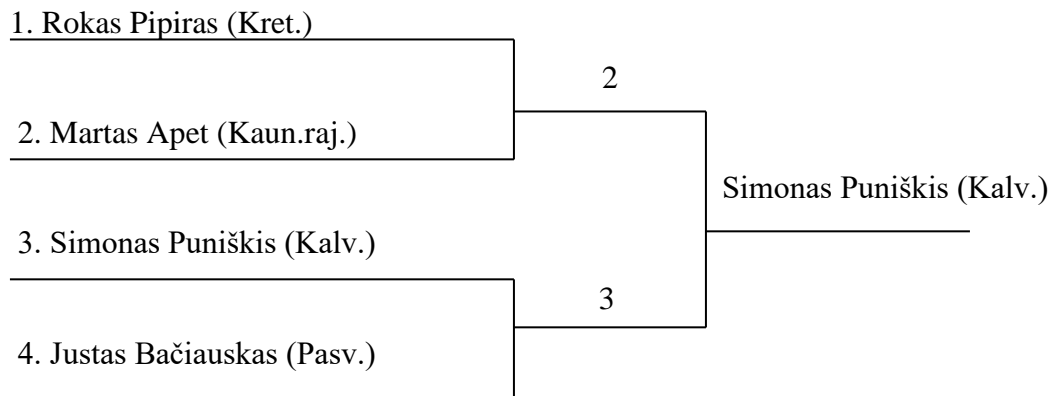 1. Rokas Pipiras (Kret.)
2
2. Martas Apet (Kaun.raj.)
Simonas Puniškis (Kalv.)
3. Simonas Puniškis (Kalv.)
3
4. Justas Bačiauskas (Pasv.)